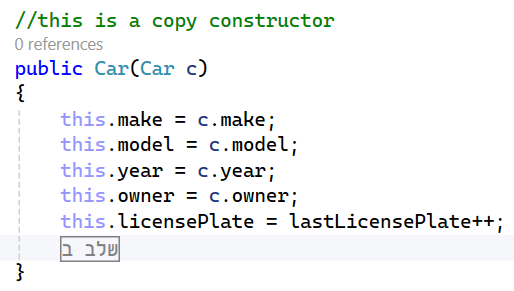 //this is a copy constructor
0 references
public Car(Car c)
{
this.make = c.make;
this.model = c.model;
this.year = c.year;
this.owner = c.owner;
this.licensePlate = lastLicensePlate++;
שלב ב
}